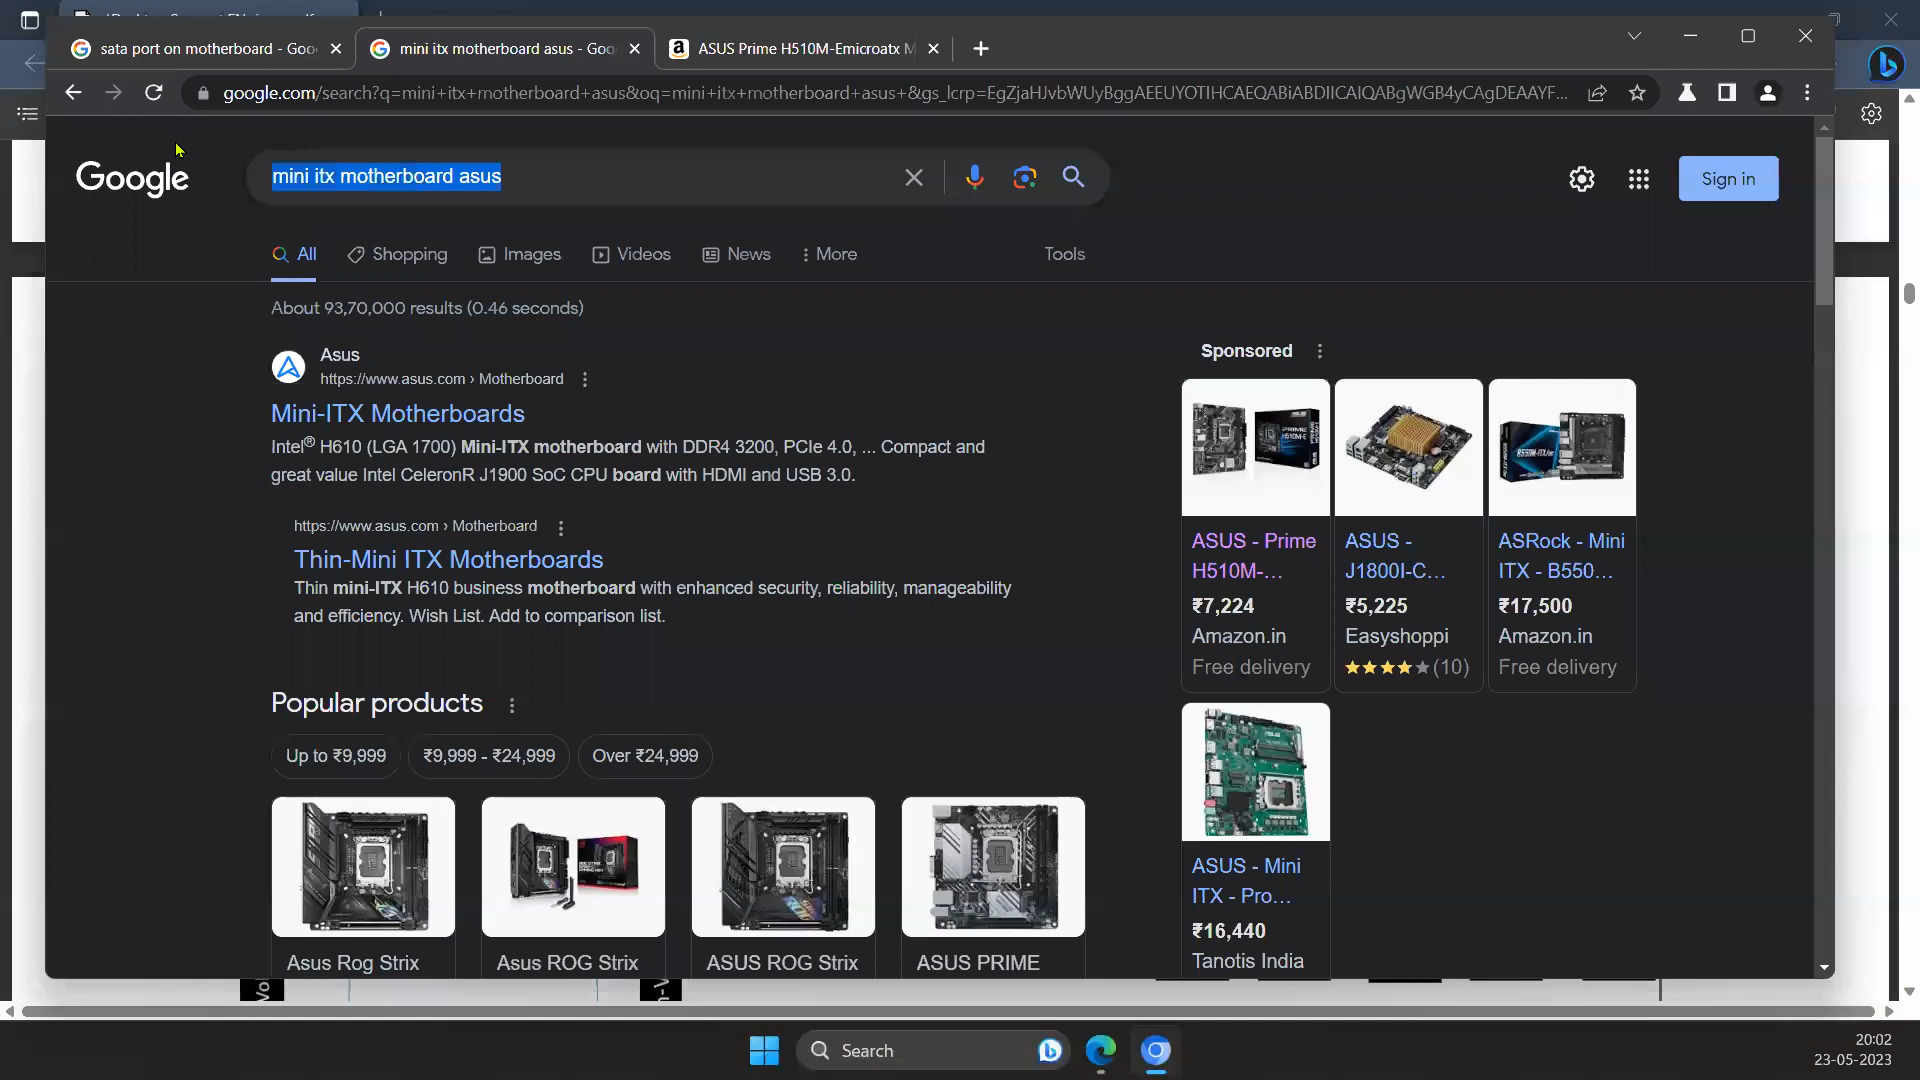 sata port on motherboard - Goo
mini itx motherboard asus - Goo
ASUS Prime H510M-Emicroatx M
google.com/search?q=mini+itx+motherboard+asus&oq=mini+itx+motherboard+asus+&gs_lcrp=EgZjaHJvbWUyBggAEEUYOTIHCAEQABiABDIICAIQABgWGB4yCAgDEAAYF...
Google
mini itx motherboard asus
Sign in
All
Shopping
Images
Videos
News
More
Tools
About 93,70,000 results (0.46 seconds)
Asus
https://www.asus.com › Motherboard
Mini-ITX Motherboards
Intel® H610 (LGA 1700) Mini-ITX motherboard with DDR4 3200, PCIe 4.0, ... Compact and
great value Intel CeleronR J1900 SoC CPU board with HDMI and USB 3.0.
https://www.asus.com › Motherboard
Thin-Mini ITX Motherboards
Thin mini-ITX H610 business motherboard with enhanced security, reliability, manageability
and efficiency. Wish List. Add to comparison list.
Popular products
Up to ₹9,999
₹9,999 - ₹24,999
Over ₹24,999
Asus Rog Strix
Asus ROG Strix
ASUS ROG Strix
ASUS PRIME
Sponsored
ASUS - Prime
H510M-...
₹7,224
Amazon.in
Free delivery
ASUS -
J1800I-C...
₹5,225
Easyshoppi
(10)
ASRock - Mini
ITX - B550...
₹17,500
Amazon.in
Free delivery
ASUS - Mini
ITX - Pro...
₹16,440
Tanotis India
Search
20:02
23-05-2023